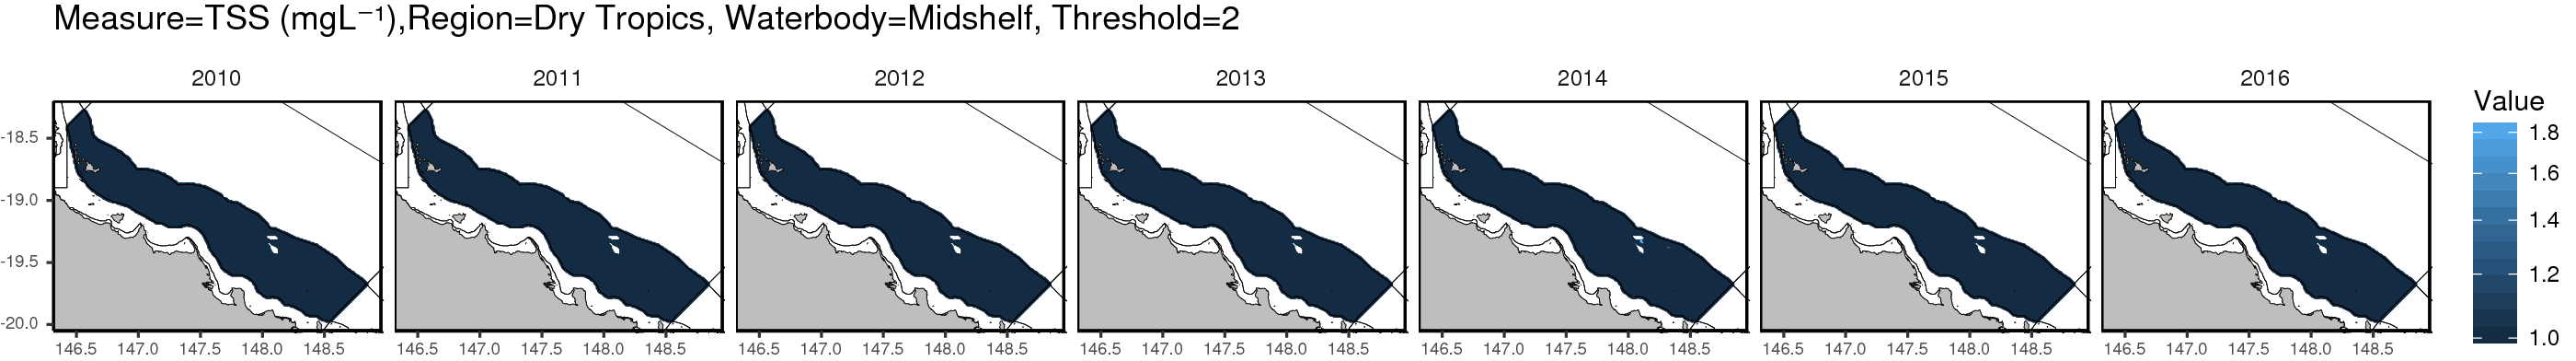 Measure=TSS (mgL⁻¹),Region=Dry Tropics, Waterbody=Midshelf, Threshold=2
2010 2011 2012 2013 2014 2015 2016
Value
-18.5
-19.0
-19.5
-20.0
1.8
1.6
1.4
1.2
1.0
146.5 147.0 147.5 148.0 148.5 146.5 147.0 147.5 148.0 148.5 146.5 147.0 147.5 148.0 148.5 146.5 147.0 147.5 148.0 148.5 146.5 147.0 147.5 148.0 148.5 146.5 147.0 147.5 148.0 148.5 146.5 147.0 147.5 148.0 148.5